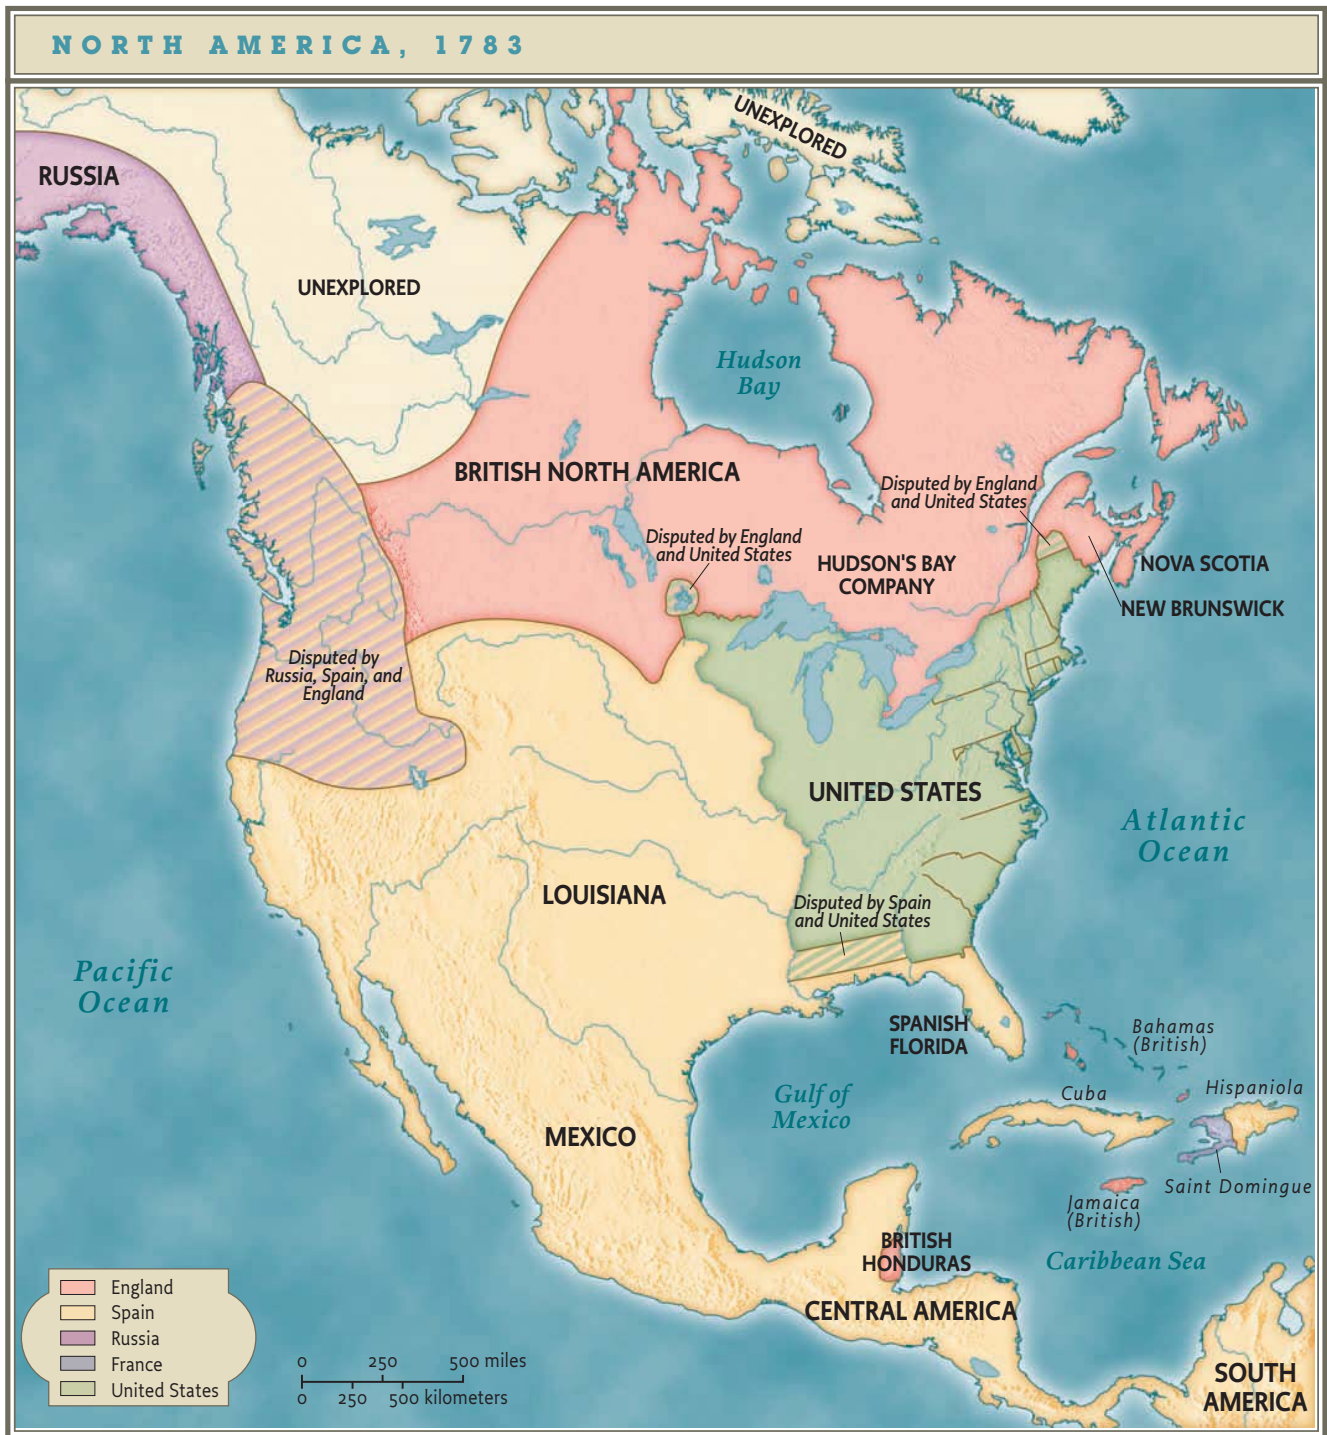 NORTH AMERICA, 1783
UNEXPLORED
RUSSIA
UNEXPLORED
Hudson
Bay
BRITISH NORTH AMERICA
Disputed by England
and United States
Disputed by England
and United States
HUDSON'S BAY
COMPANY
NOVA SCOTIA
NEW BRUNSWICK
Disputed by
Russia, Spain, and
England
UNITED STATES
Atlantic
Ocean
LOUISIANA
Disputed by Spain
and United States
Pacific
Ocean
SPANISH
FLORIDA
Bahamas
(British)
Gulf of
Mexico
Cuba
Hispaniola
MEXICO
Saint Domingue
Jamaica
(British)
BRITISH
HONDURAS
Caribbean Sea
CENTRAL AMERICA
SOUTH
AMERICA
England
Spain
Russia
France
United States
0 250 500 miles
0 250 500 kilometers